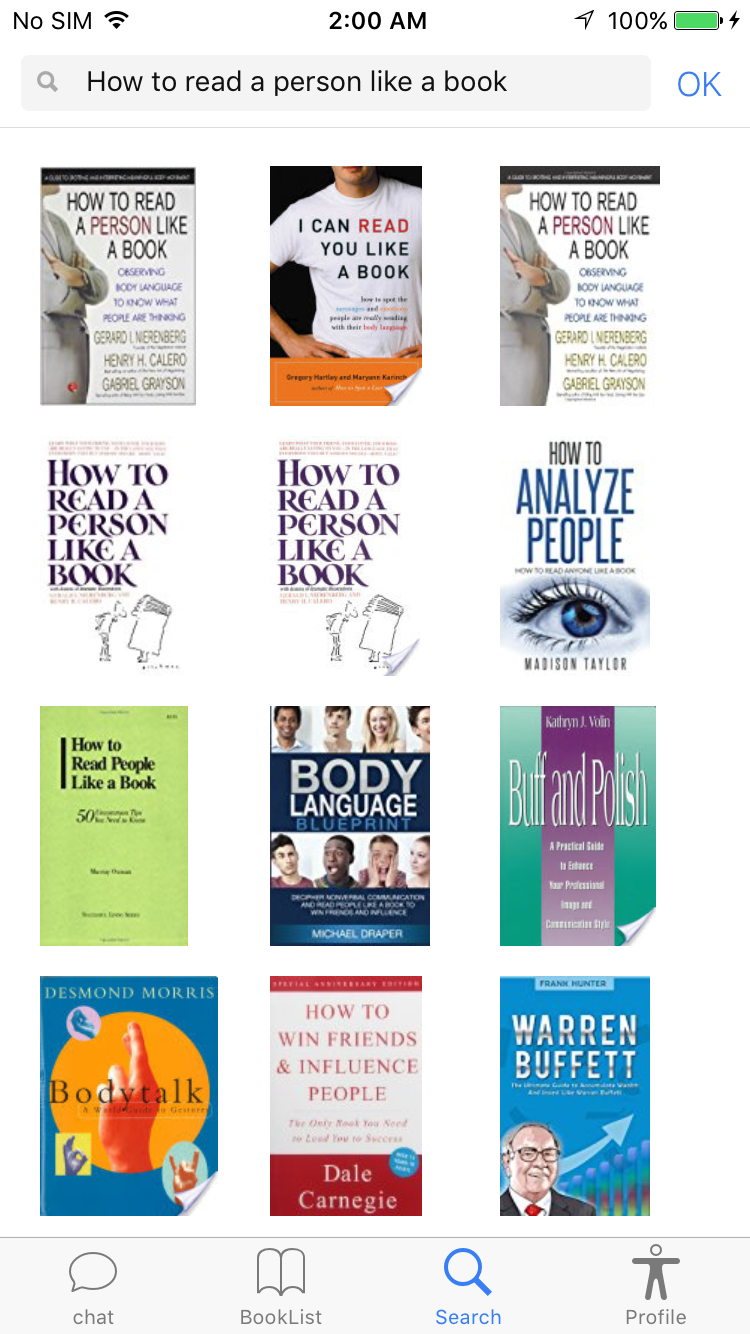 No SIM 2:00 AM 100%
How to read a person like a book OK
A GUIDE TO SPOTTING AND INTERPRETING MEANINGFUL BODY MOVEMENT
HOW TO READ
A PERSON LIKE
A BOOK
OBSERVING
BODY LANGUAGE
TO KNOW WHAT
PEOPLE ARE THINKING
GERARD I. NIERENBERG
HENRY H. CALERO
GABRIEL GRAYSON
I CAN READ
YOU LIKE
A BOOK
how to spot the
messages and emotions
people are really sending
with their body language
Gregory Hartley and Maryann Karinch
HOW TO READ
A PERSON LIKE
A BOOK
OBSERVING
BODY LANGUAGE
TO KNOW WHAT
PEOPLE ARE THINKING
GERARD I. NIERENBERG
HENRY H. CALERO
GABRIEL GRAYSON
HOW TO
READ A
PERSON
LIKE A
BOOK
HOW TO
READ A
PERSON
LIKE A
BOOK
HOW TO
ANALYZE
PEOPLE
HOW TO READ ANYONE LIKE A BOOK
MADISON TAYLOR
How to
Read People
Like a Book
50 Uncommon Tips
You Need to Know
BODY
LANGUAGE
BLUEPRINT
DECIPHER NONVERBAL COMMUNICATION
AND READ PEOPLE LIKE A BOOK TO
WIN FRIENDS AND INFLUENCE
MICHAEL DRAPER
Kathryn J. Volin
Buff and Polish
A Practical Guide
to Enhance
Your Professional
Image and
Communication Style
DESMOND MORRIS
Bodytalk
A World Guide to Gestures
SPECIAL ANNIVERSARY EDITION
HOW TO
WIN FRIENDS
& INFLUENCE
PEOPLE
The Only Book You Need
to Lead You to Success
Dale
Carnegie
FRANK HUNTER
WARREN
BUFFETT
The Ultimate Guide to Accumulate Wealth
And Invest Like Warren Buffett
chat BookList Search Profile